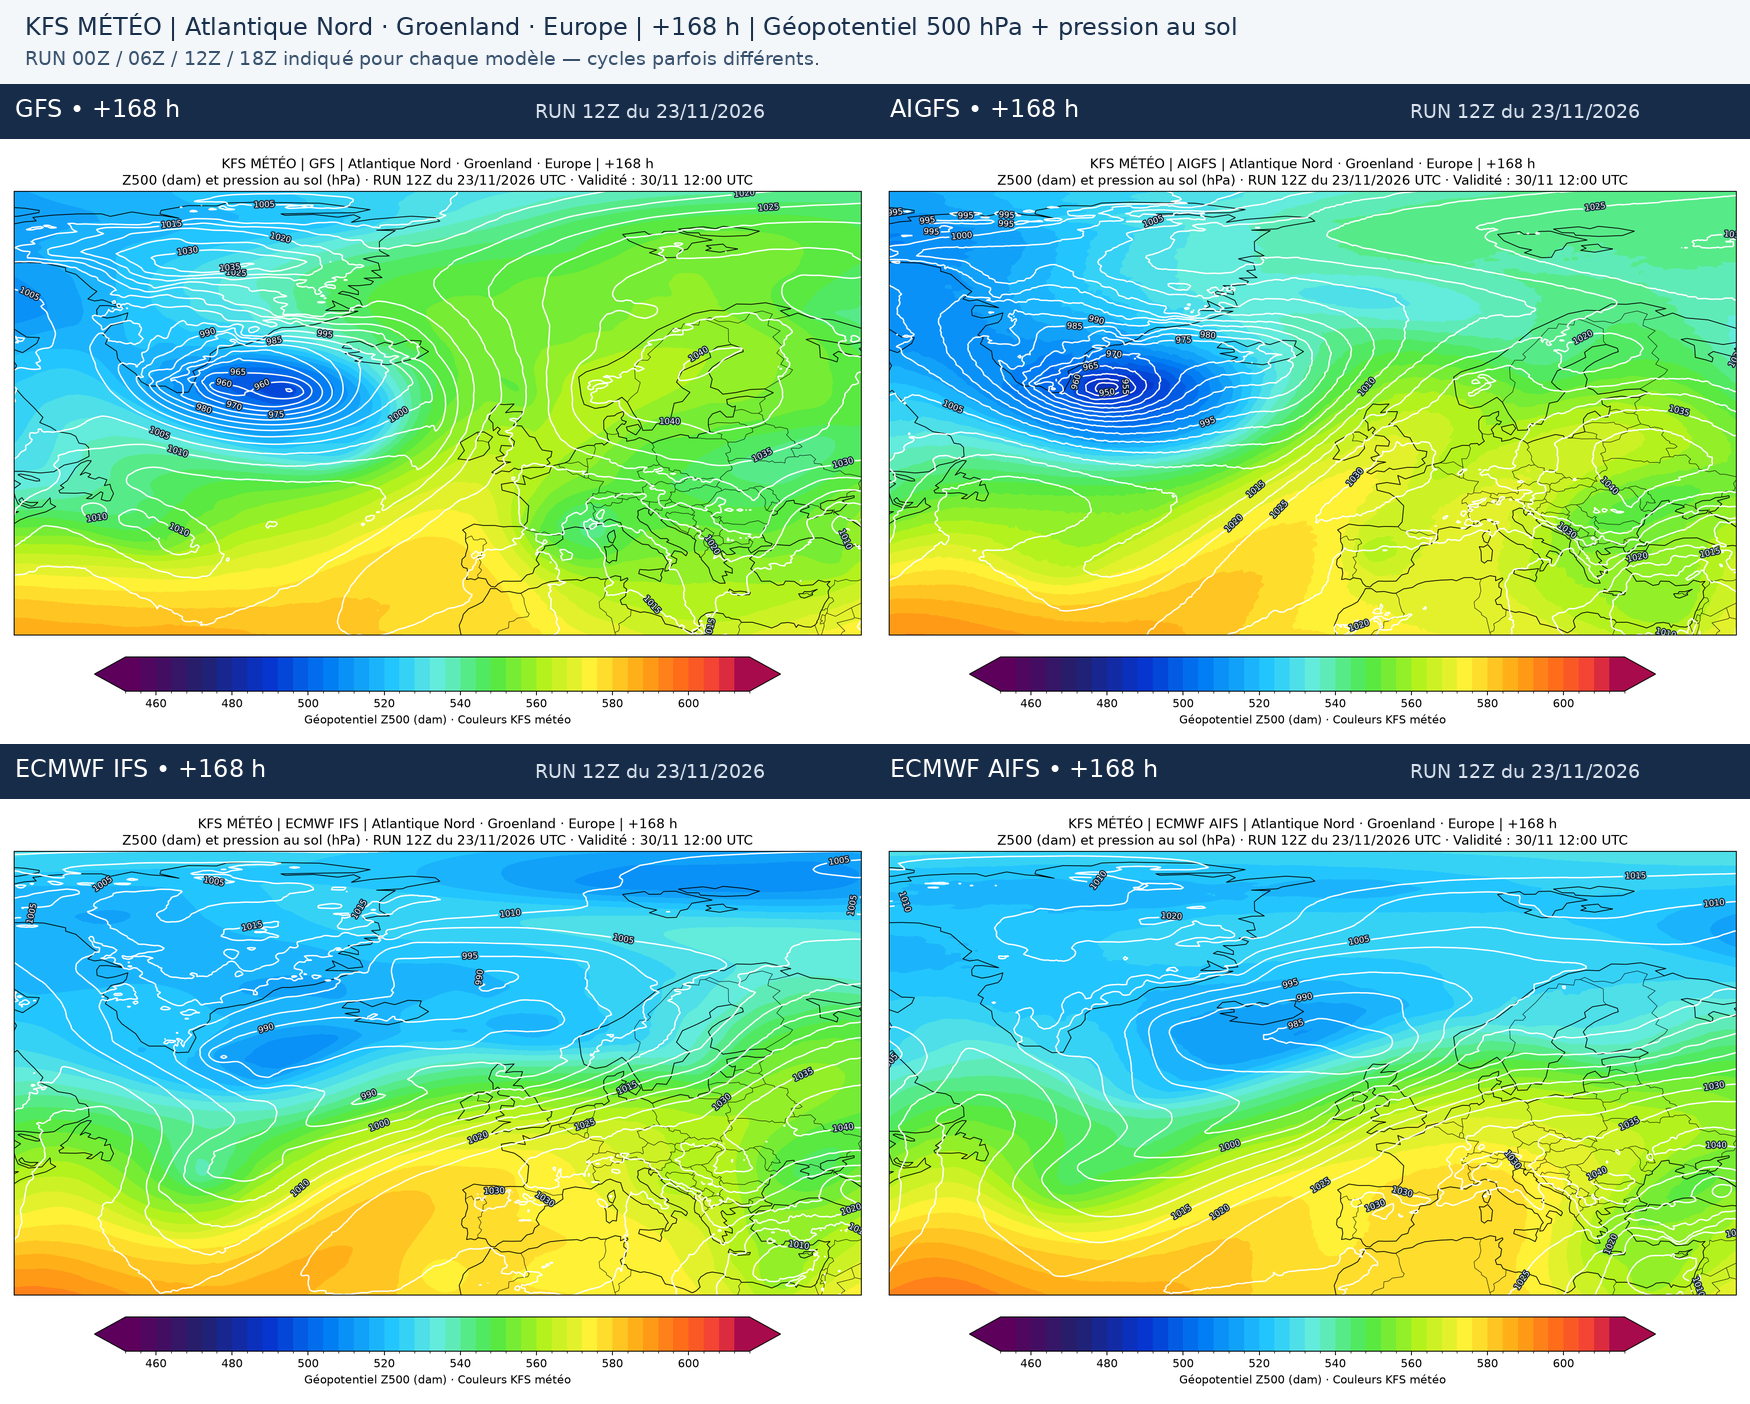 KFS MÉTÉO | Atlantique Nord · Groenland · Europe | +168 h | Géopotentiel 500 hPa + pression au sol
RUN 00Z / 06Z / 12Z / 18Z indiqué pour chaque modèle — cycles parfois différents.
GFS • +168 h
RUN 12Z du 23/11/2026
AIGFS • +168 h
RUN 12Z du 23/11/2026
KFS MÉTÉO | GFS | Atlantique Nord · Groenland · Europe | +168 h
Z500 (dam) et pression au sol (hPa) · RUN 12Z du 23/11/2026 UTC · Validité : 30/11 12:00 UTC
KFS MÉTÉO | AIGFS | Atlantique Nord · Groenland · Europe | +168 h
Z500 (dam) et pression au sol (hPa) · RUN 12Z du 23/11/2026 UTC · Validité : 30/11 12:00 UTC
460 480 500 520 540 560 580 600
Géopotentiel Z500 (dam) · Couleurs KFS météo
460 480 500 520 540 560 580 600
Géopotentiel Z500 (dam) · Couleurs KFS météo
ECMWF IFS • +168 h
RUN 12Z du 23/11/2026
ECMWF AIFS • +168 h
RUN 12Z du 23/11/2026
KFS MÉTÉO | ECMWF IFS | Atlantique Nord · Groenland · Europe | +168 h
Z500 (dam) et pression au sol (hPa) · RUN 12Z du 23/11/2026 UTC · Validité : 30/11 12:00 UTC
KFS MÉTÉO | ECMWF AIFS | Atlantique Nord · Groenland · Europe | +168 h
Z500 (dam) et pression au sol (hPa) · RUN 12Z du 23/11/2026 UTC · Validité : 30/11 12:00 UTC
460 480 500 520 540 560 580 600
Géopotentiel Z500 (dam) · Couleurs KFS météo
460 480 500 520 540 560 580 600
Géopotentiel Z500 (dam) · Couleurs KFS météo